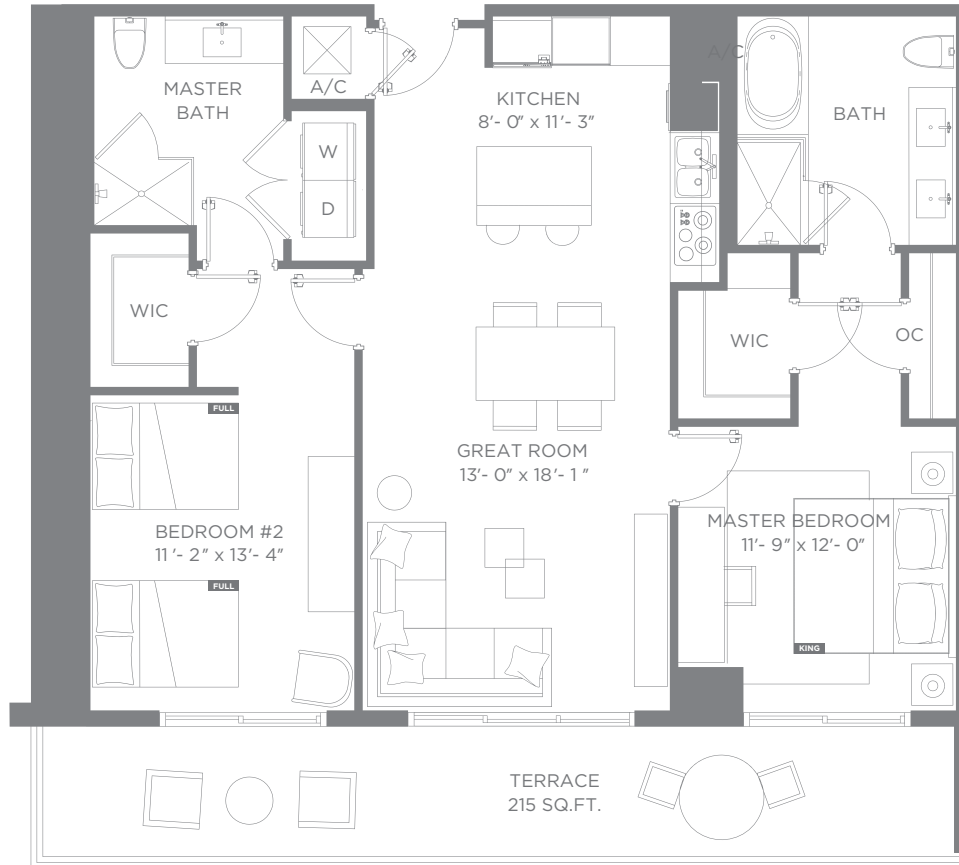 MASTER
BATH
A/C
W
D
KITCHEN
8'- 0" x 11'- 3"
A/C
BATH
WIC
WIC
OC
FULL
GREAT ROOM
13'- 0" x 18'- 1 "
BEDROOM #2
11 '- 2" x 13'- 4"
FULL
MASTER BEDROOM
11'- 9" x 12'- 0"
KING
TERRACE
215 SQ.FT.